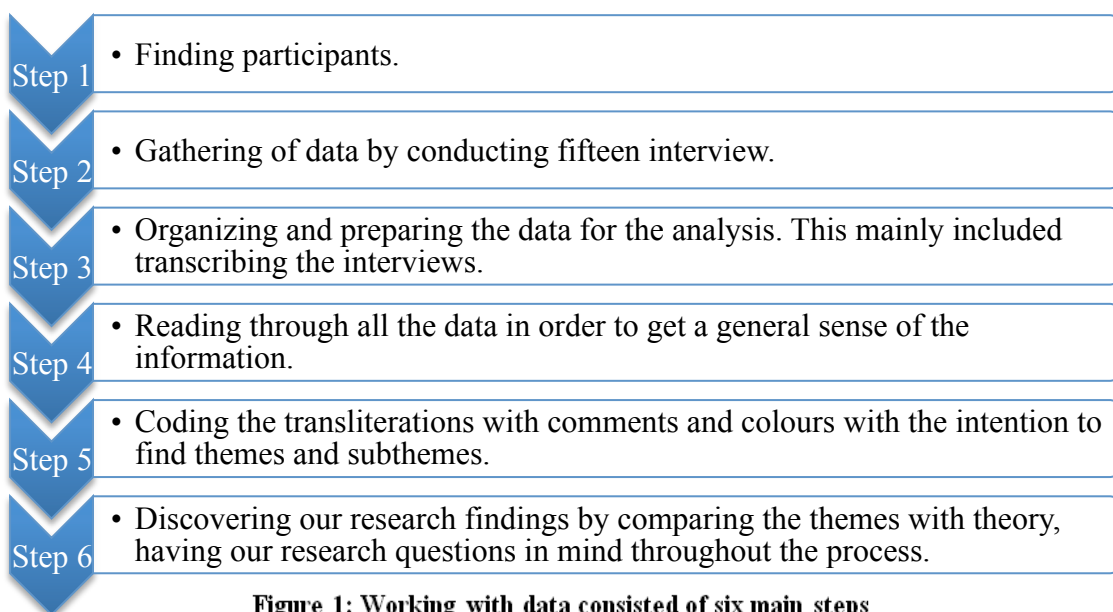 Step 1
• Finding participants.
Step 2
• Gathering of data by conducting fifteen interview.
Step 3
• Organizing and preparing the data for the analysis. This mainly included
transcribing the interviews.
Step 4
• Reading through all the data in order to get a general sense of the
information.
Step 5
• Coding the transliterations with comments and colours with the intention to
find themes and subthemes.
Step 6
• Discovering our research findings by comparing the themes with theory,
having our research questions in mind throughout the process.
Figure 1: Working with data consisted of six main steps